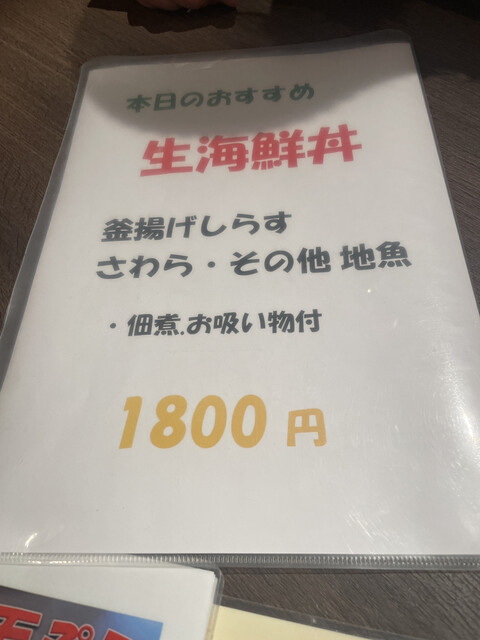 本日のおすすめ
生海鮮丼
釜揚げしらす
さわら・その他 地魚
・佃煮.お吸い物付
1800 円